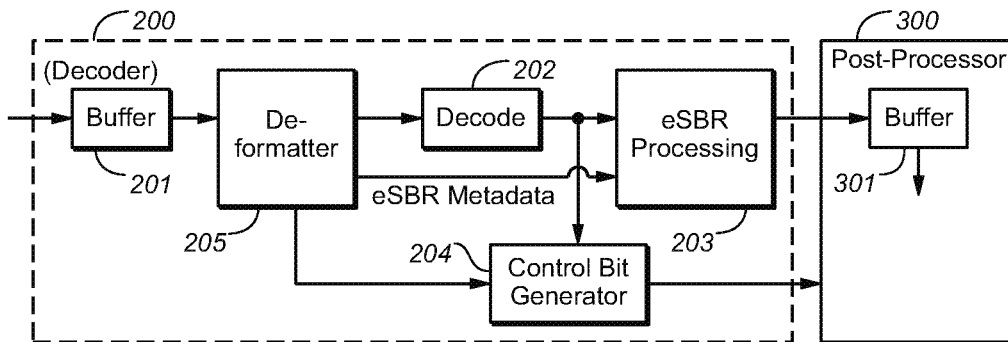 200
300
(Decoder)
Post-Processor
202
Buffer
De-
formatter
Decode
eSBR
Processing
Buffer
201
eSBR Metadata
301
205
204
203
Control Bit
Generator